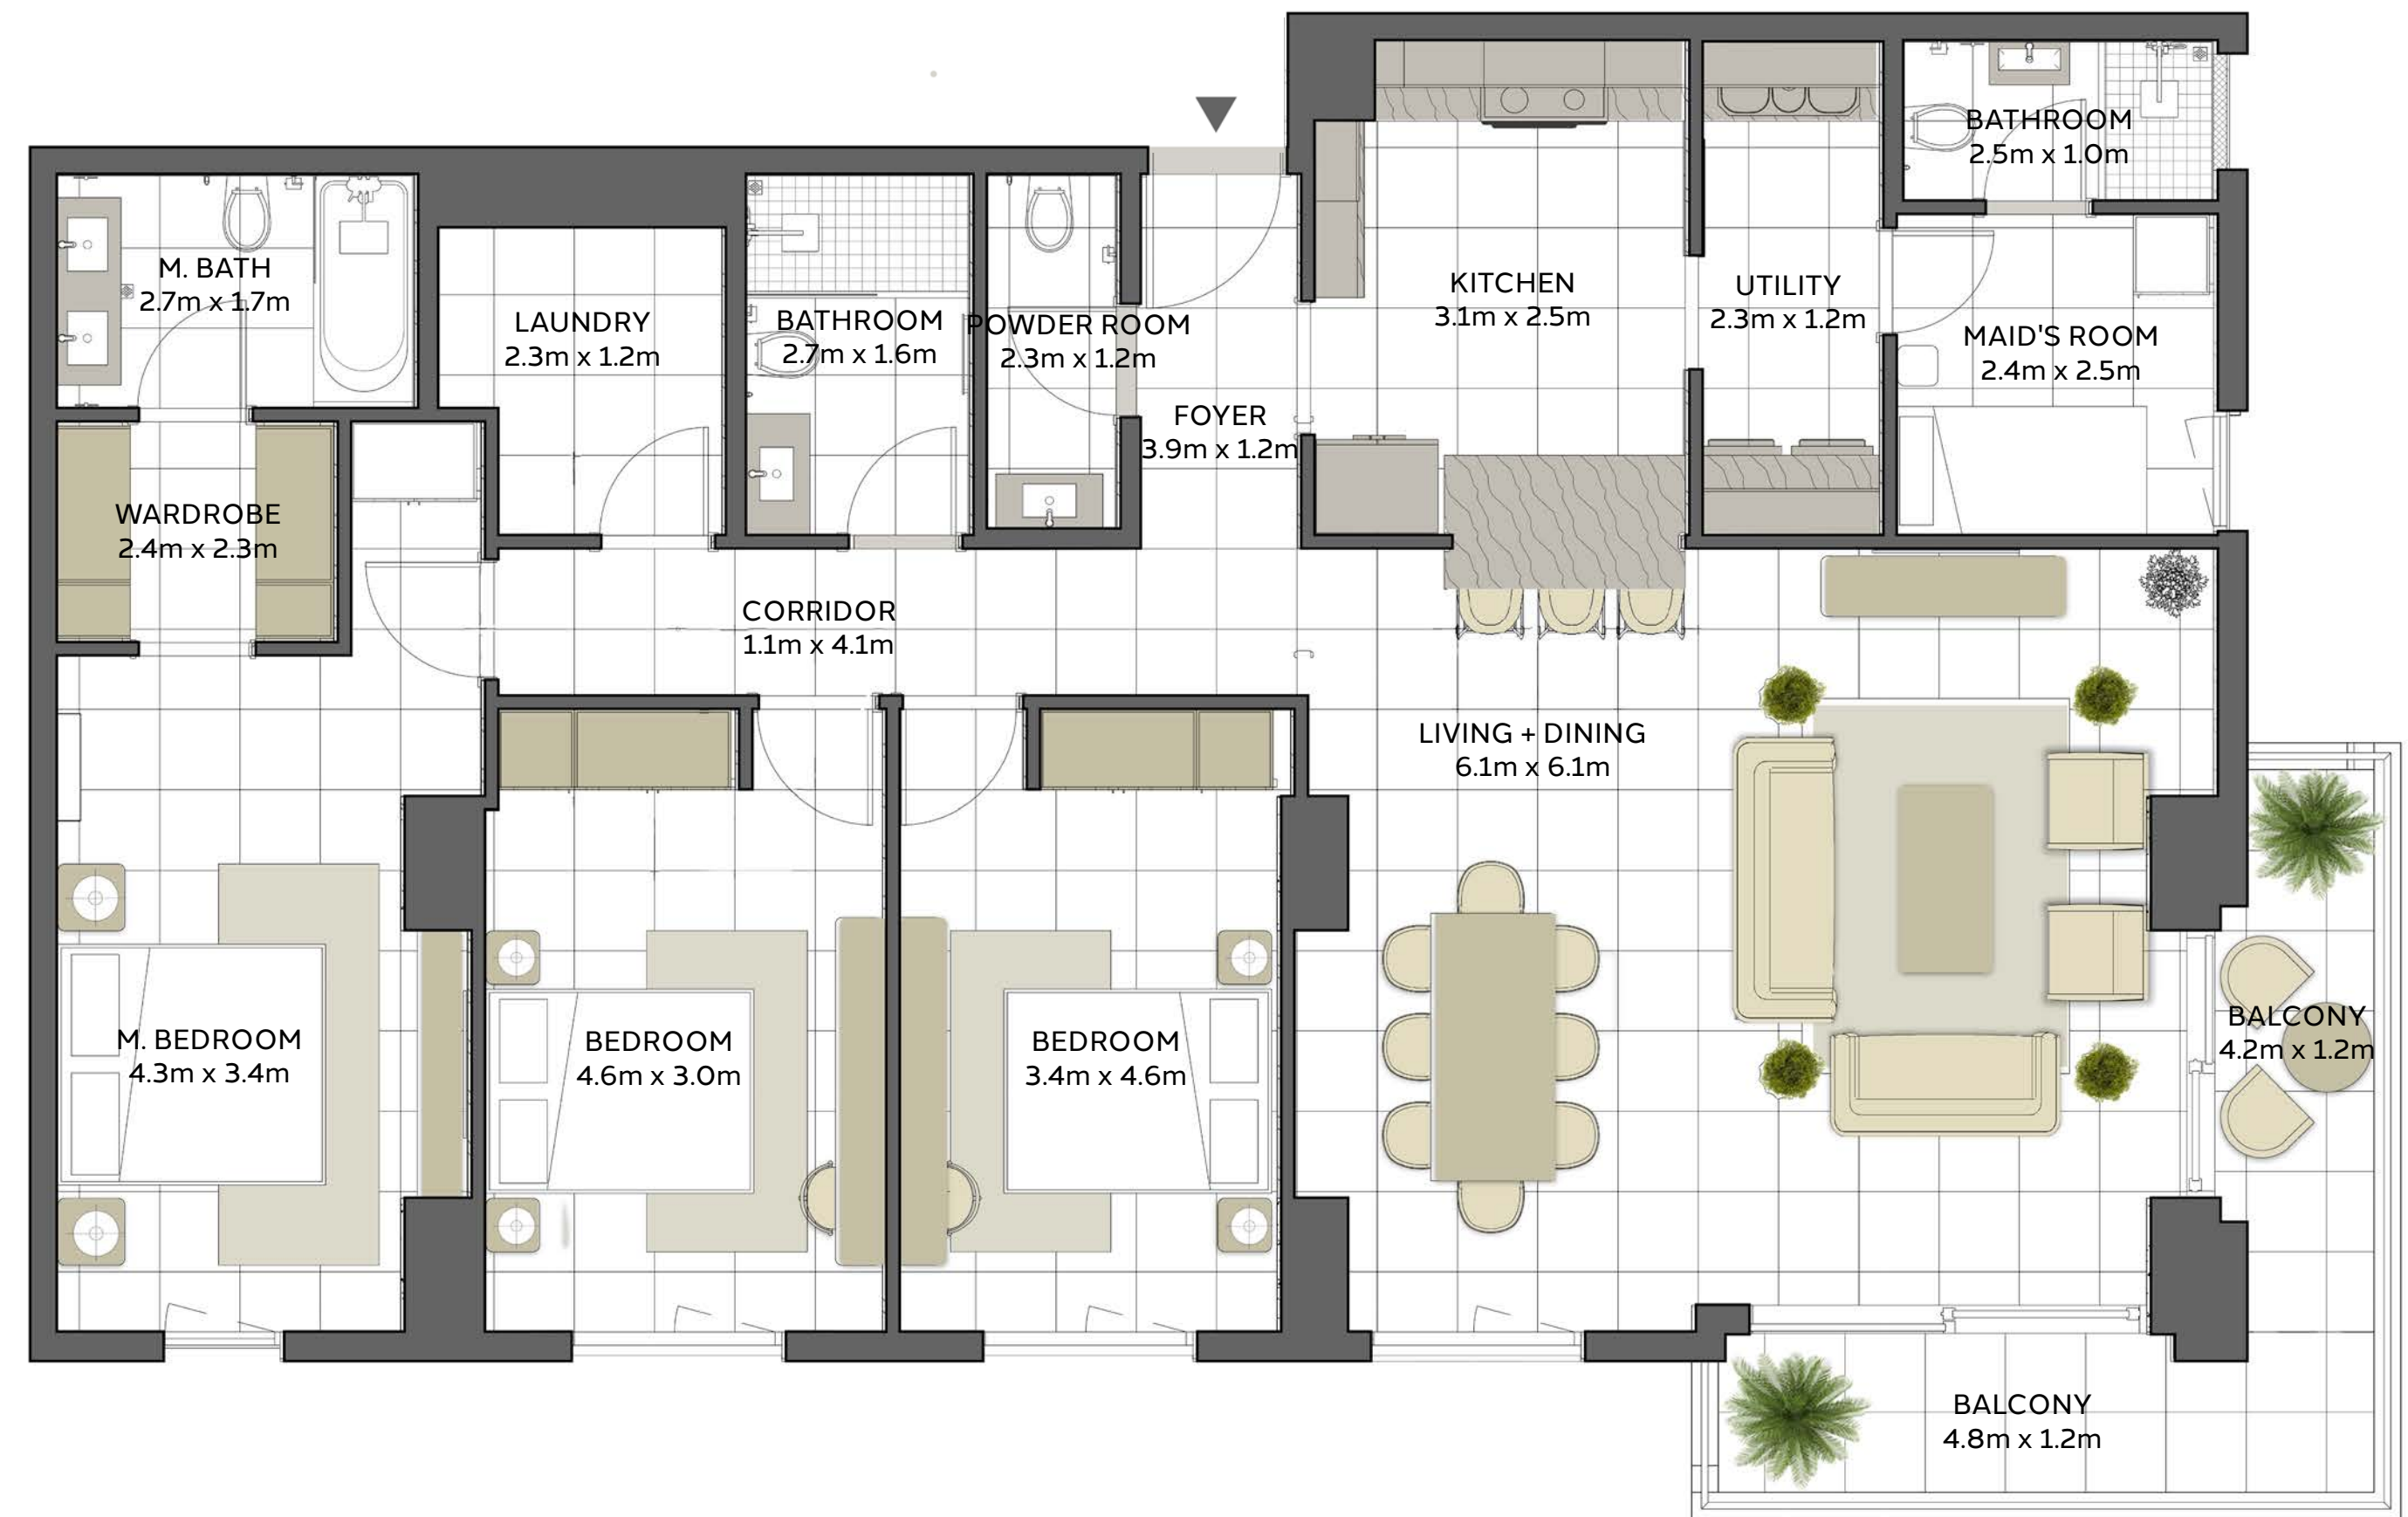 M. BATH
2.7m x 1.7m
LAUNDRY
2.3m x 1.2m
BATHROOM
2.7m x 1.6m
POWDER ROOM
2.3m x 1.2m
FOYER
3.9m x 1.2m
KITCHEN
3.1m x 2.5m
UTILITY
2.3m x 1.2m
BATHROOM
2.5m x 1.0m
MAID'S ROOM
2.4m x 2.5m
WARDROBE
2.4m x 2.3m
CORRIDOR
1.1m x 4.1m
LIVING + DINING
6.1m x 6.1m
M. BEDROOM
4.3m x 3.4m
BEDROOM
4.6m x 3.0m
BEDROOM
3.4m x 4.6m
BALCONY
4.2m x 1.2m
BALCONY
4.8m x 1.2m